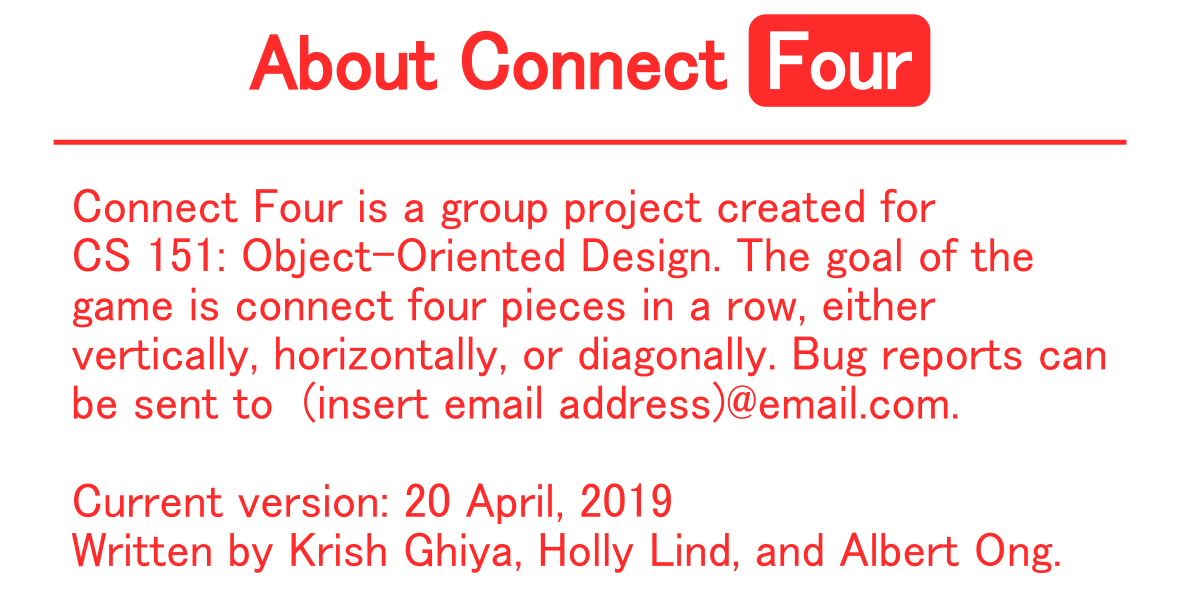 About Connect Four
Connect Four is a group project created for
CS 151: Object-Oriented Design. The goal of the
game is connect four pieces in a row, either
vertically, horizontally, or diagonally. Bug reports can
be sent to  (insert email address)@email.com.
Current version: 20 April, 2019
Written by Krish Ghiya, Holly Lind, and Albert Ong.